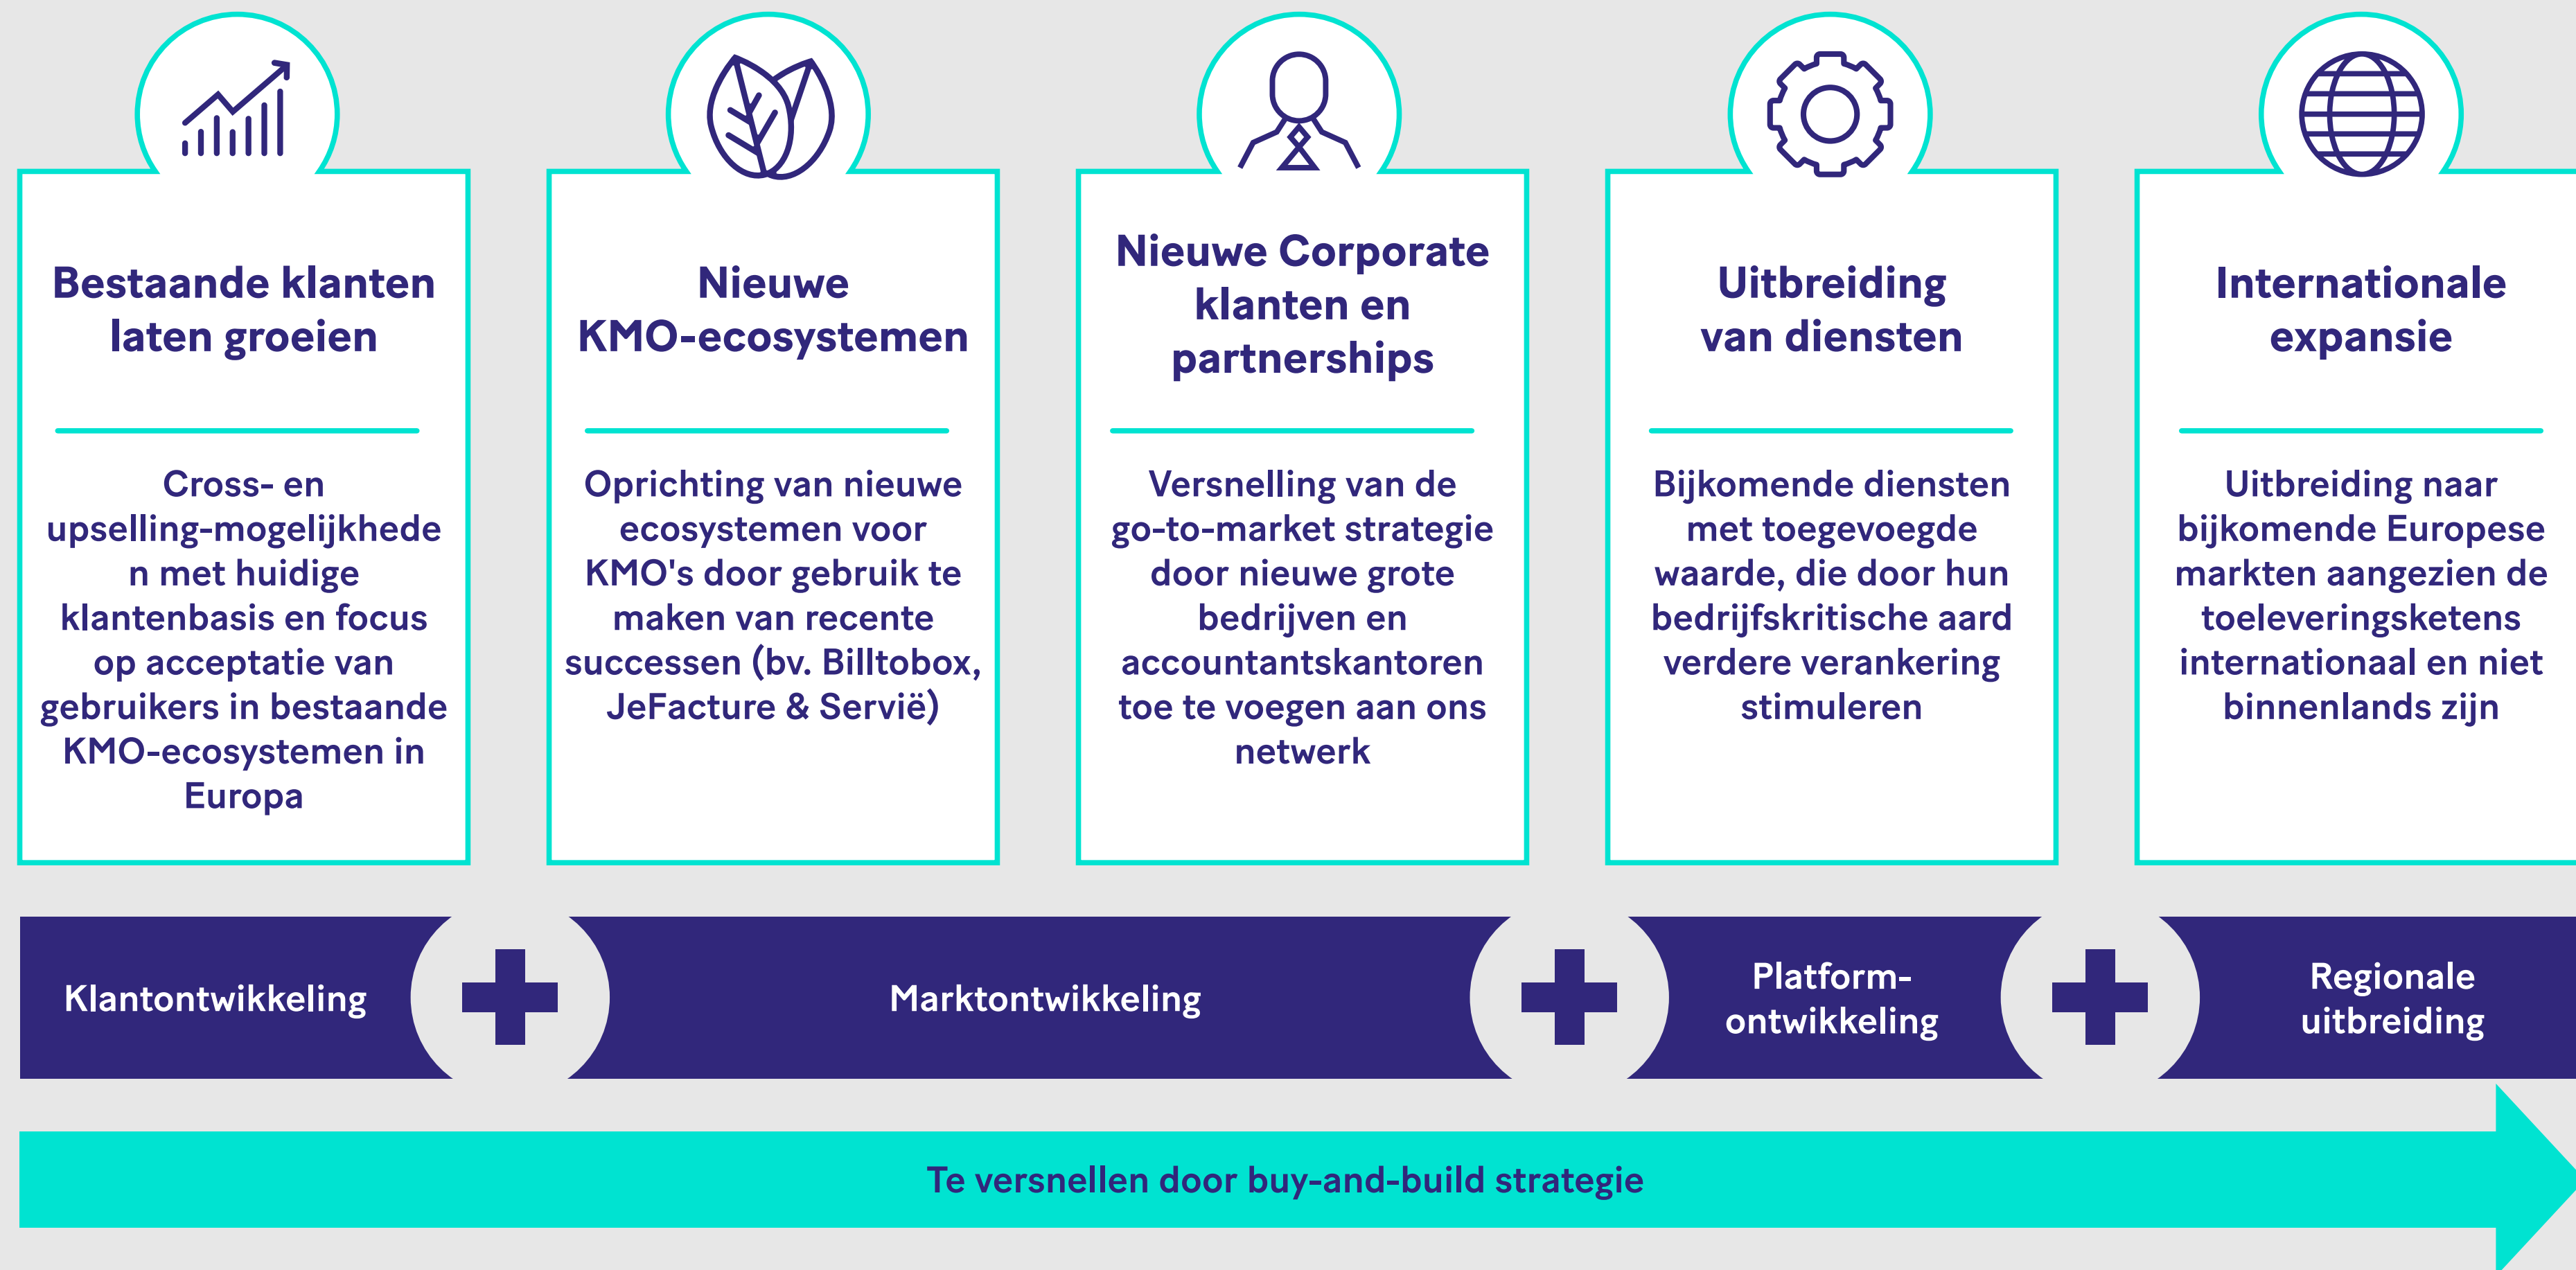 Bestaande klanten
laten groeien
Cross- en
upselling-mogelijkhede
n met huidige
klantenbasis en focus
op acceptatie van
gebruikers in bestaande
KMO-ecosystemen in
Europa
Nieuwe
KMO-ecosystemen
Oprichting van nieuwe
ecosystemen voor
KMO's door gebruik te
maken van recente
successen (bv. Billtobox,
JeFacture & Servië)
Nieuwe Corporate
klanten en
partnerships
Versnelling van de
go-to-market strategie
door nieuwe grote
bedrijven en
accountantskantoren
toe te voegen aan ons
netwerk
Uitbreiding
van diensten
Bijkomende diensten
met toegevoegde
waarde, die door hun
bedrijfskritische aard
verdere verankering
stimuleren
Internationale
expansie
Uitbreiding naar
bijkomende Europese
markten aangezien de
toeleveringsketens
internationaal en niet
binnenlands zijn
Klantontwikkeling
Marktontwikkeling
Platform-
ontwikkeling
Regionale
uitbreiding
Te versnellen door buy-and-build strategie